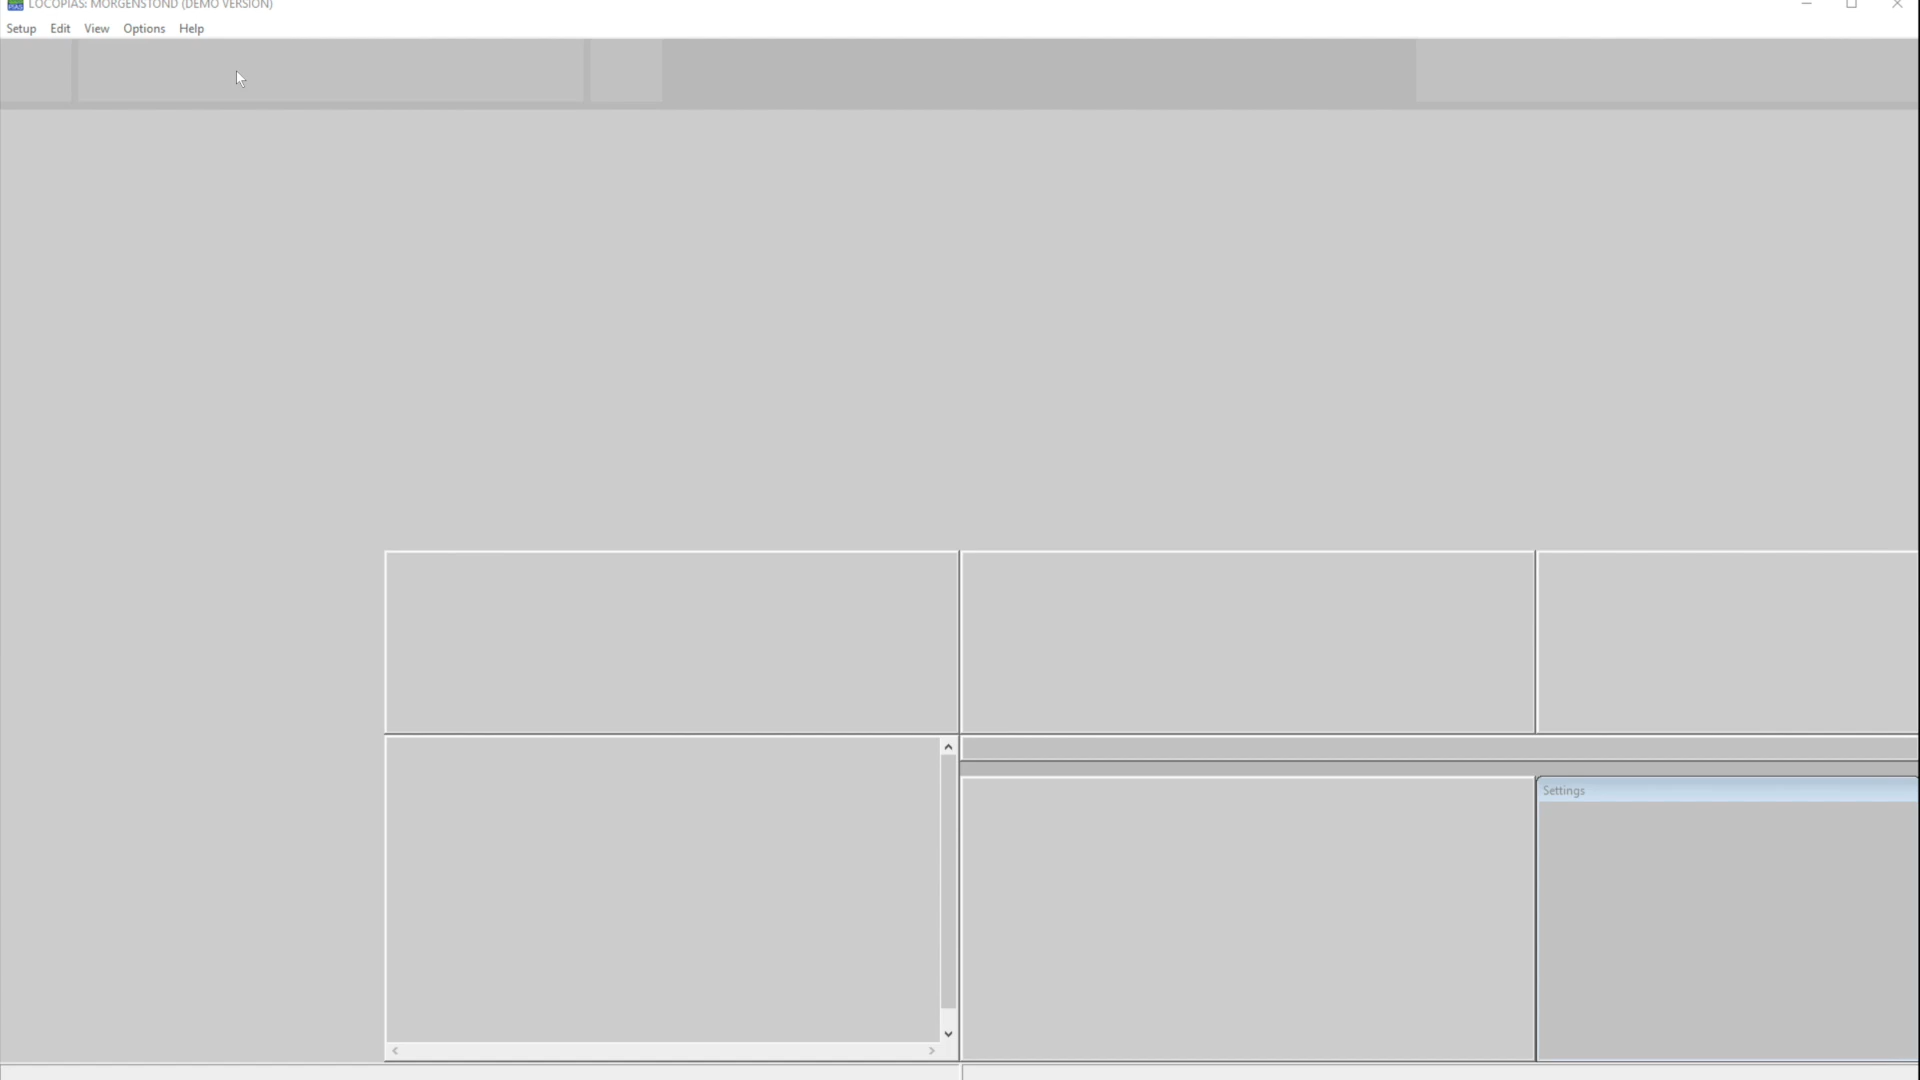 LOCOPIAS: MORGENSTOND (DEMO VERSION)
Setup Edit View Options Help
Settings